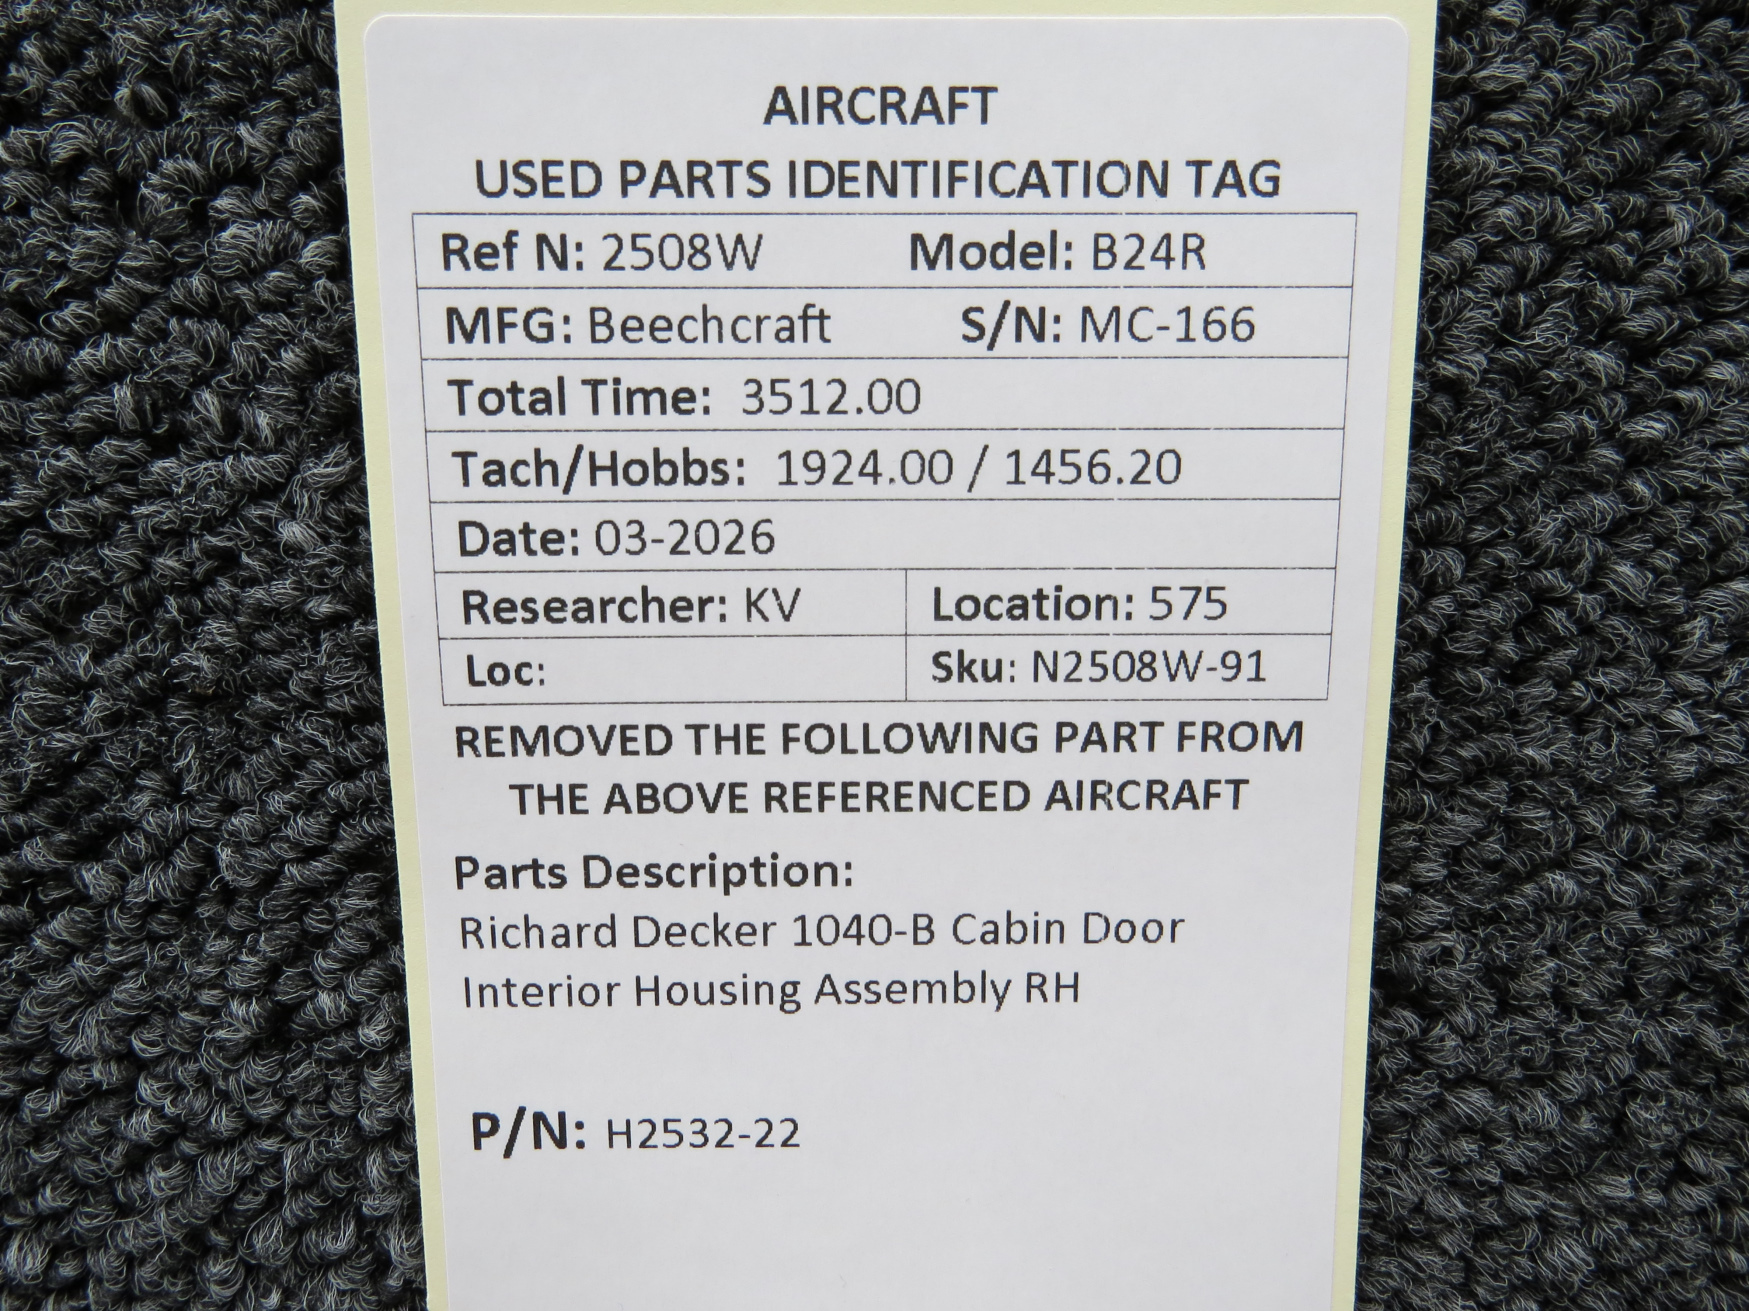 AIRCRAFT
USED PARTS IDENTIFICATION TAG
Ref N: 2508W Model: B24R
MFG: Beechcraft S/N: MC-166
Total Time: 3512.00
Tach/Hobbs: 1924.00 / 1456.20
Date: 03-2026
Researcher: KV Location: 575
Loc: Sku: N2508W-91
REMOVED THE FOLLOWING PART FROM
THE ABOVE REFERENCED AIRCRAFT
Parts Description:
Richard Decker 1040-B Cabin Door
Interior Housing Assembly RH
P/N: H2532-22